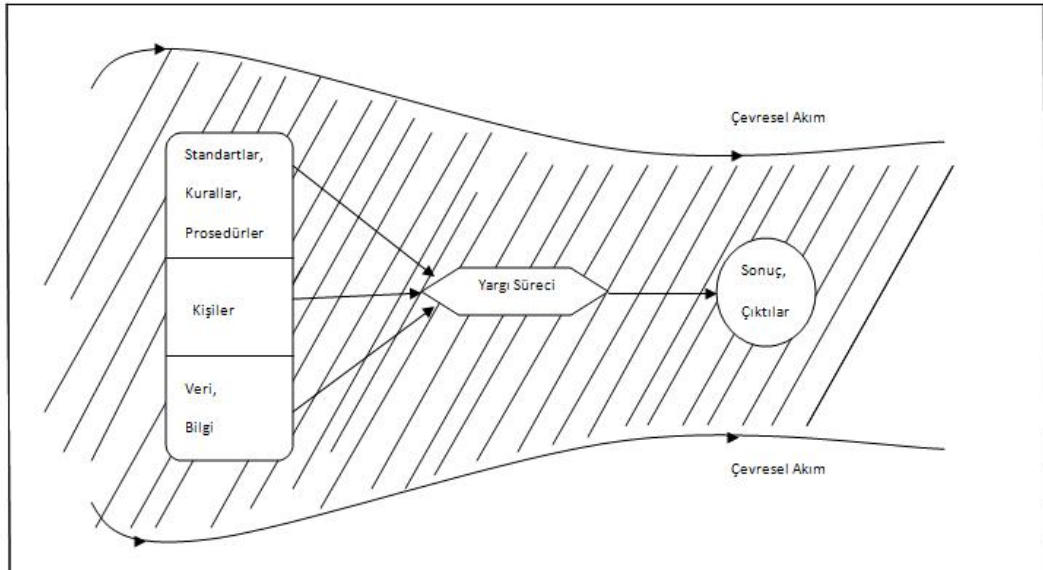 Çevresel Akım
Standartlar,
Kurallar,
Prosedürler
Kişiler
Veri,
Bilgi
Yargı Süreci
Sonuç,
Çıktılar
Çevresel Akım